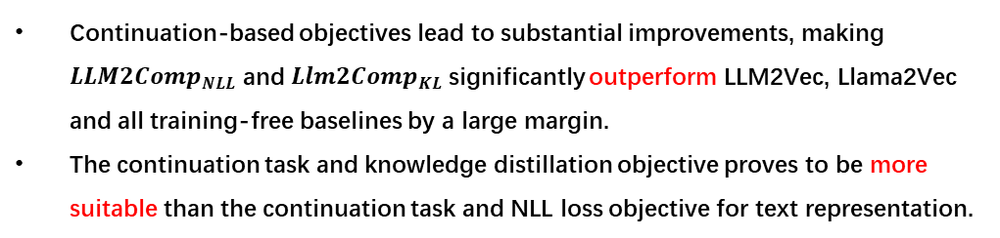 • Continuation-based objectives lead to substantial improvements, making
LLM2Comp_NLL and Llm2Comp_KL significantly outperform LLM2Vec, Llama2Vec
and all training-free baselines by a large margin.
• The continuation task and knowledge distillation objective proves to be more
suitable than the continuation task and NLL loss objective for text representation.